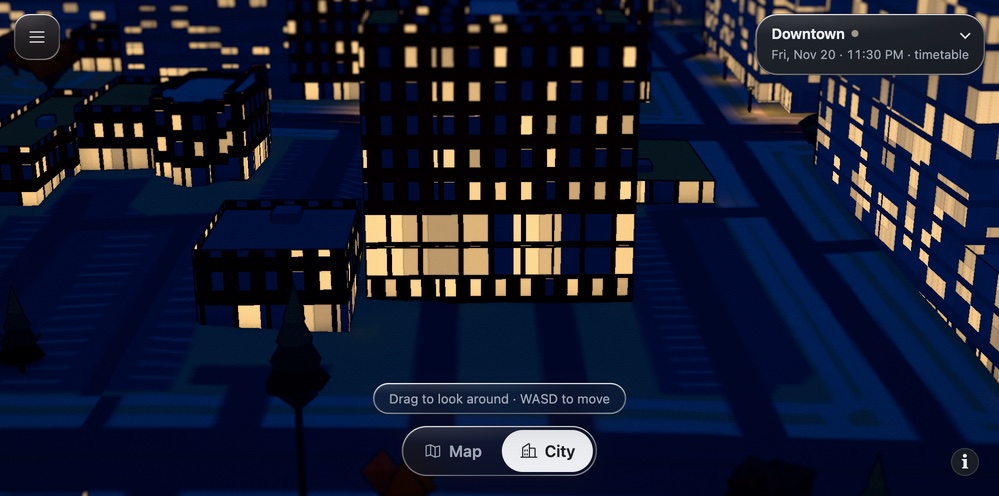 Downtown
Fri, Nov 20 · 11:30 PM · timetable
Drag to look around · WASD to move
Map
City
i